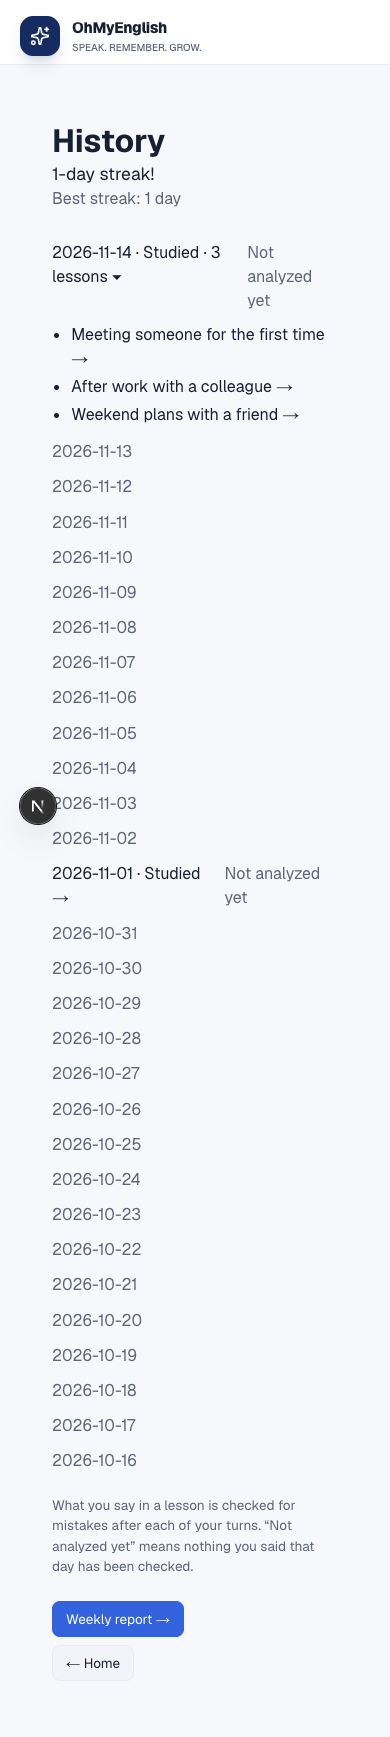 OhMyEnglish
SPEAK. REMEMBER. GROW.
History
1-day streak!
Best streak: 1 day
2026-11-14 · Studied · 3
lessons ▾
Not
analyzed
yet
• Meeting someone for the first time
→
• After work with a colleague →
• Weekend plans with a friend →
2026-11-13
2026-11-12
2026-11-11
2026-11-10
2026-11-09
2026-11-08
2026-11-07
2026-11-06
2026-11-05
2026-11-04
N
2026-11-03
2026-11-02
2026-11-01 · Studied
→
Not analyzed
yet
2026-10-31
2026-10-30
2026-10-29
2026-10-28
2026-10-27
2026-10-26
2026-10-25
2026-10-24
2026-10-23
2026-10-22
2026-10-21
2026-10-20
2026-10-19
2026-10-18
2026-10-17
2026-10-16
What you say in a lesson is checked for
mistakes after each of your turns. “Not
analyzed yet” means nothing you said that
day has been checked.
Weekly report →
← Home